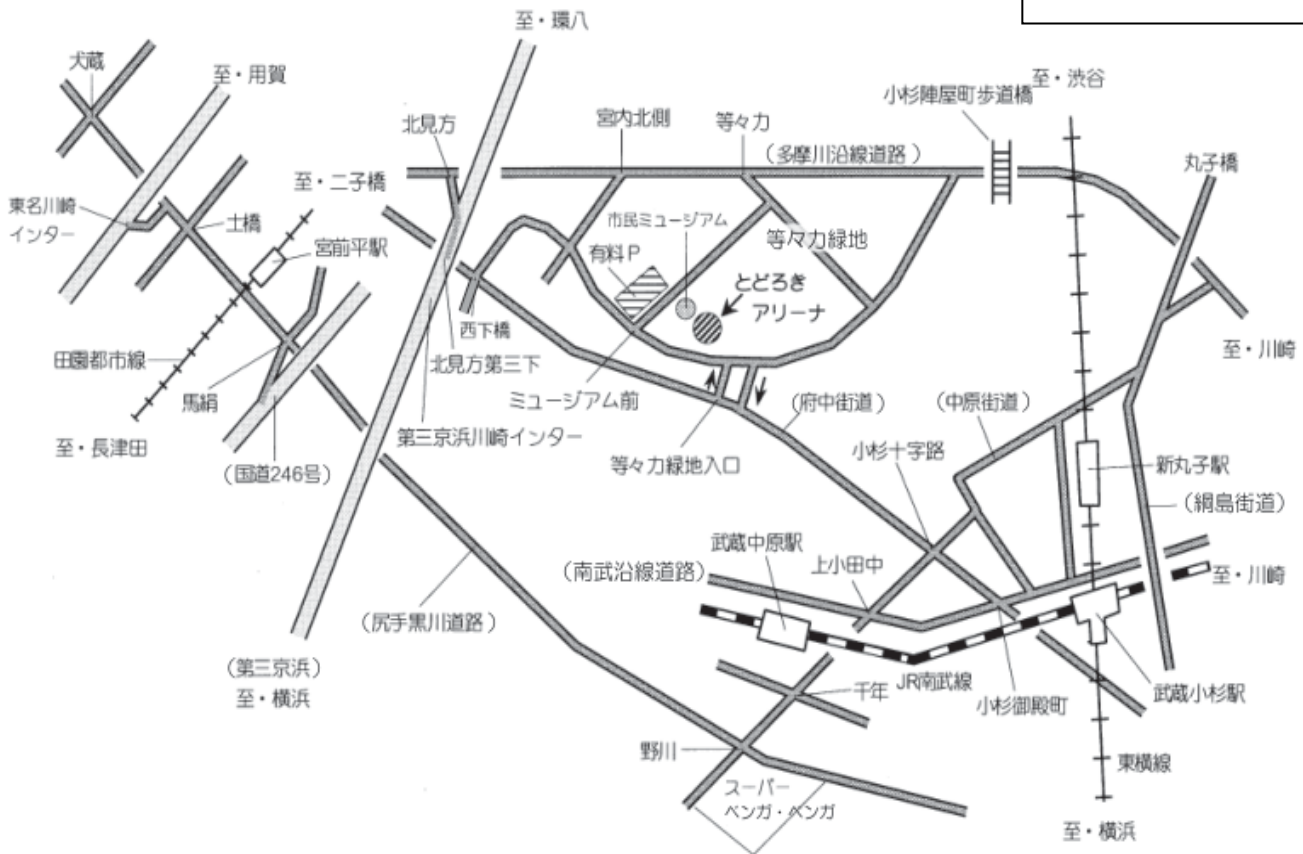 至・環八
犬蔵
至・用賀
至・渋谷
小杉陣屋町歩道橋
北見方
宮内北側
等々力
(多摩川沿線道路)
丸子橋
至・二子橋
東名川崎
インター
土橋
宮前平駅
市民ミュージアム
等々力緑地
有料P
とどろき
アリーナ
西下橋
至・川崎
田園都市線
北見方第三下
馬絹
ミュージアム前
(府中街道)
(中原街道)
第三京浜川崎インター
至・長津田
等々力緑地入口
小杉十字路
新丸子駅
(国道246号)
(綱島街道)
武蔵中原駅
上小田中
(南武沿線道路)
至・川崎
(尻手黒川道路)
(第三京浜)
至・横浜
千年
JR南武線
小杉御殿町
武蔵小杉駅
野川
東横線
スーパー
ベンガ・ベンガ
至・横浜